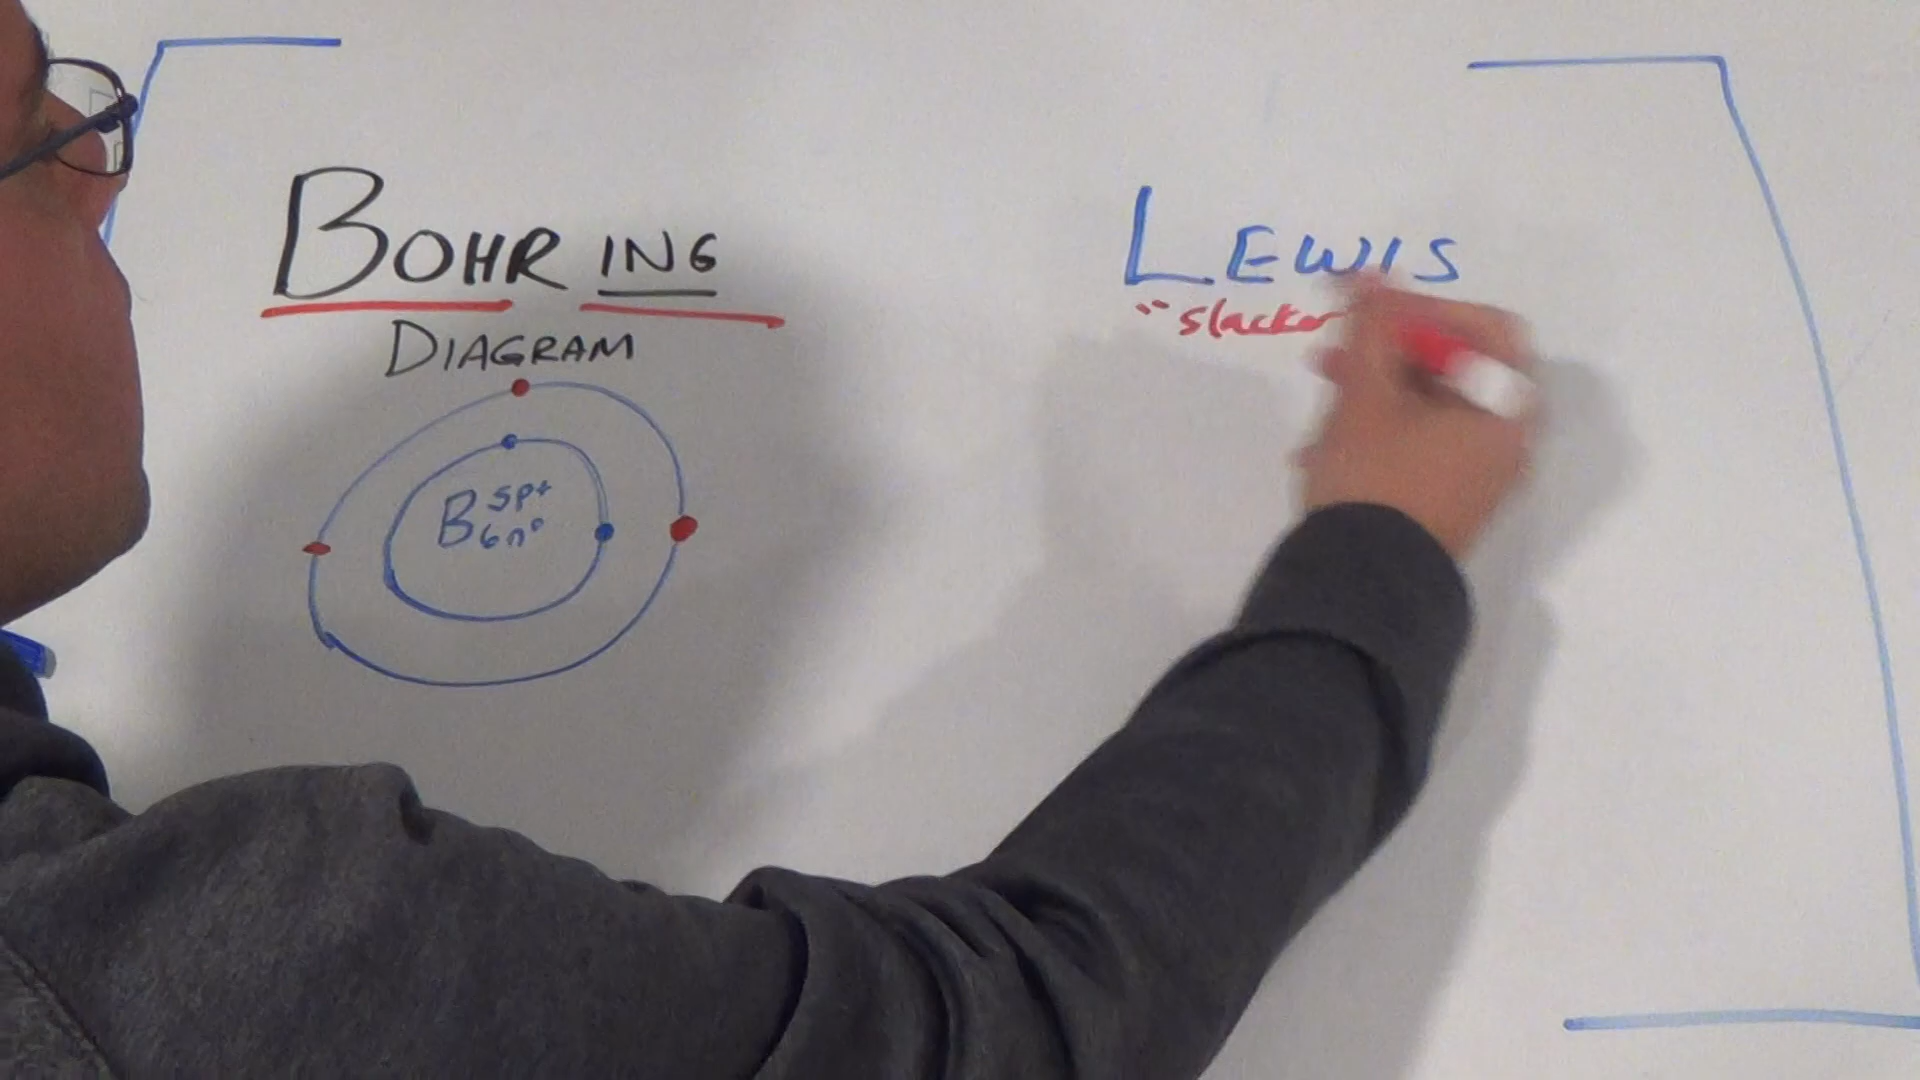 BOHRING
DIAGRAM
B 5p+
6n°
LEWIS
"slacker